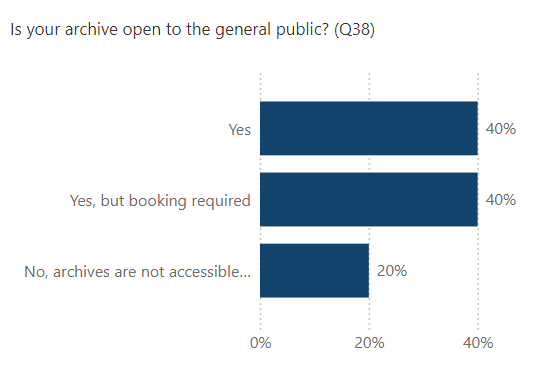 Is your archive open to the general public? (Q38)
Yes
40%
Yes, but booking required
40%
No, archives are not accessible...
20%
0%
20%
40%